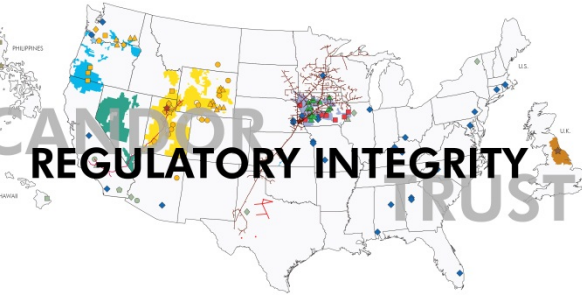 PHILIPPINES
U.S.
CANDOR
REGULATORY INTEGRITY
U.K.
TRUST
HAWAII